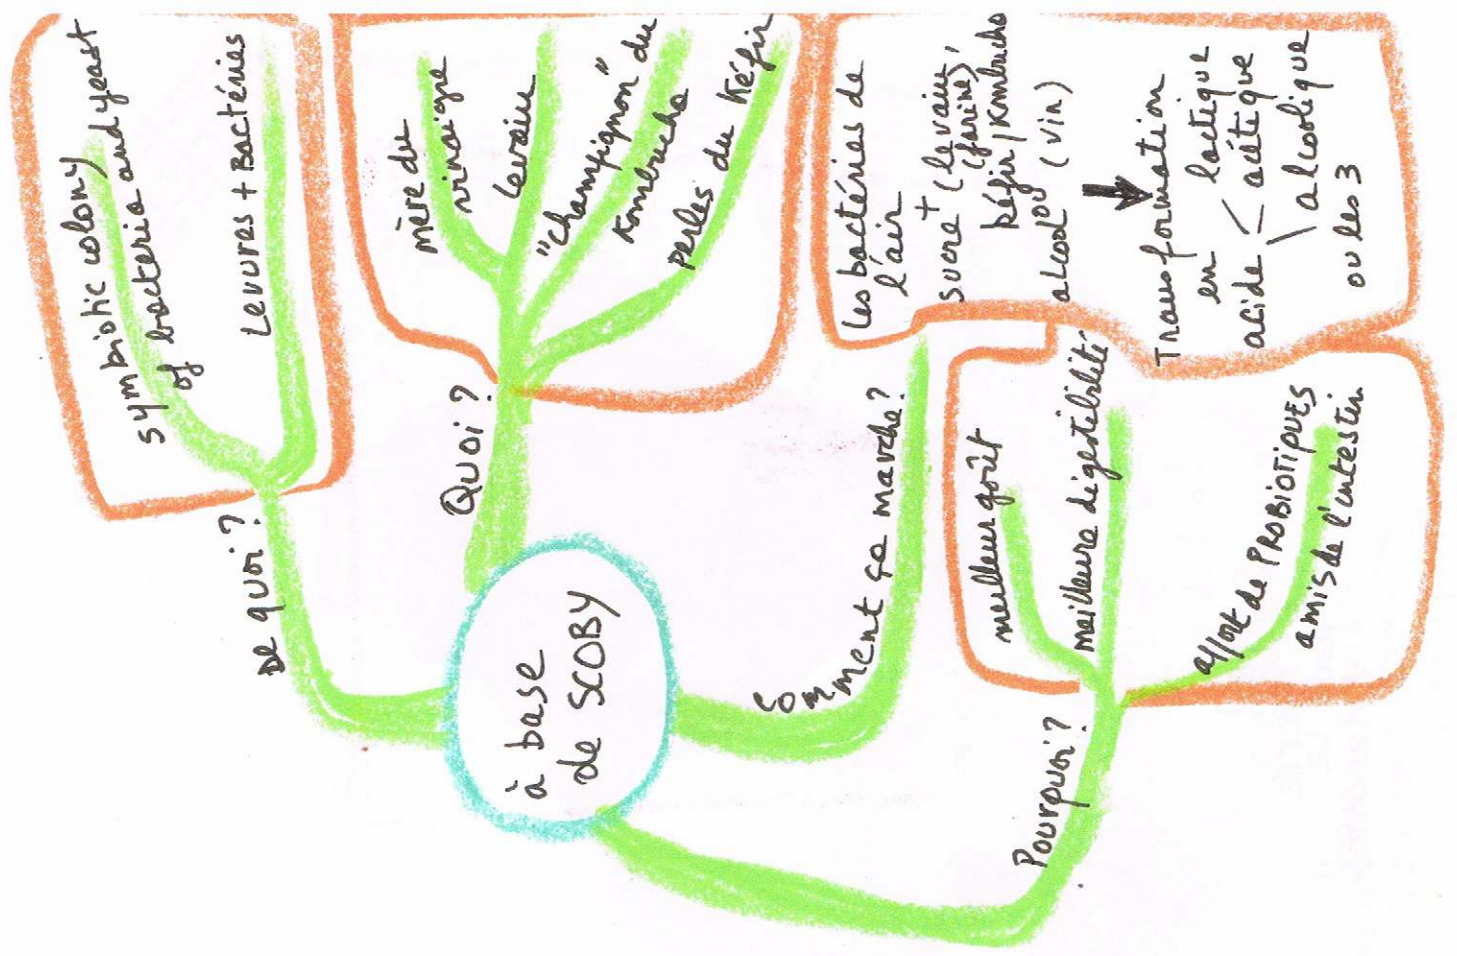 à base
de SCOBY
De quoi?
symbiotic colony
of bacteria and yeast
Levures + Bactéries
Quoi?
mère du
vinaigre
Levain
"champignon" du
Kombucha
perles du Kéfir
Comment ça marche?
Les bactéries de
l'air
+
sucre (levain,
(farine),
kéfir/Kombucha
ou
alcool (vin)
Transformation
en lactique
acide < acétique
\ alcoolique
ou les 3
Pourquoi?
meilleur goût
meilleure digestibilité
apport de PROBIOTIQUES
amis de l'intestin